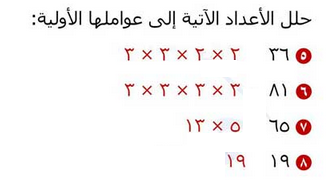 حلل الأعداد الآتية إلى عواملها الأولية:
٥ ٣٦ ٢ × ٢ × ٣ × ٣
٦ ٨١ ٣ × ٣ × ٣ × ٣
٧ ٦٥ ٥ × ١٣
٨ ١٩ ١٩